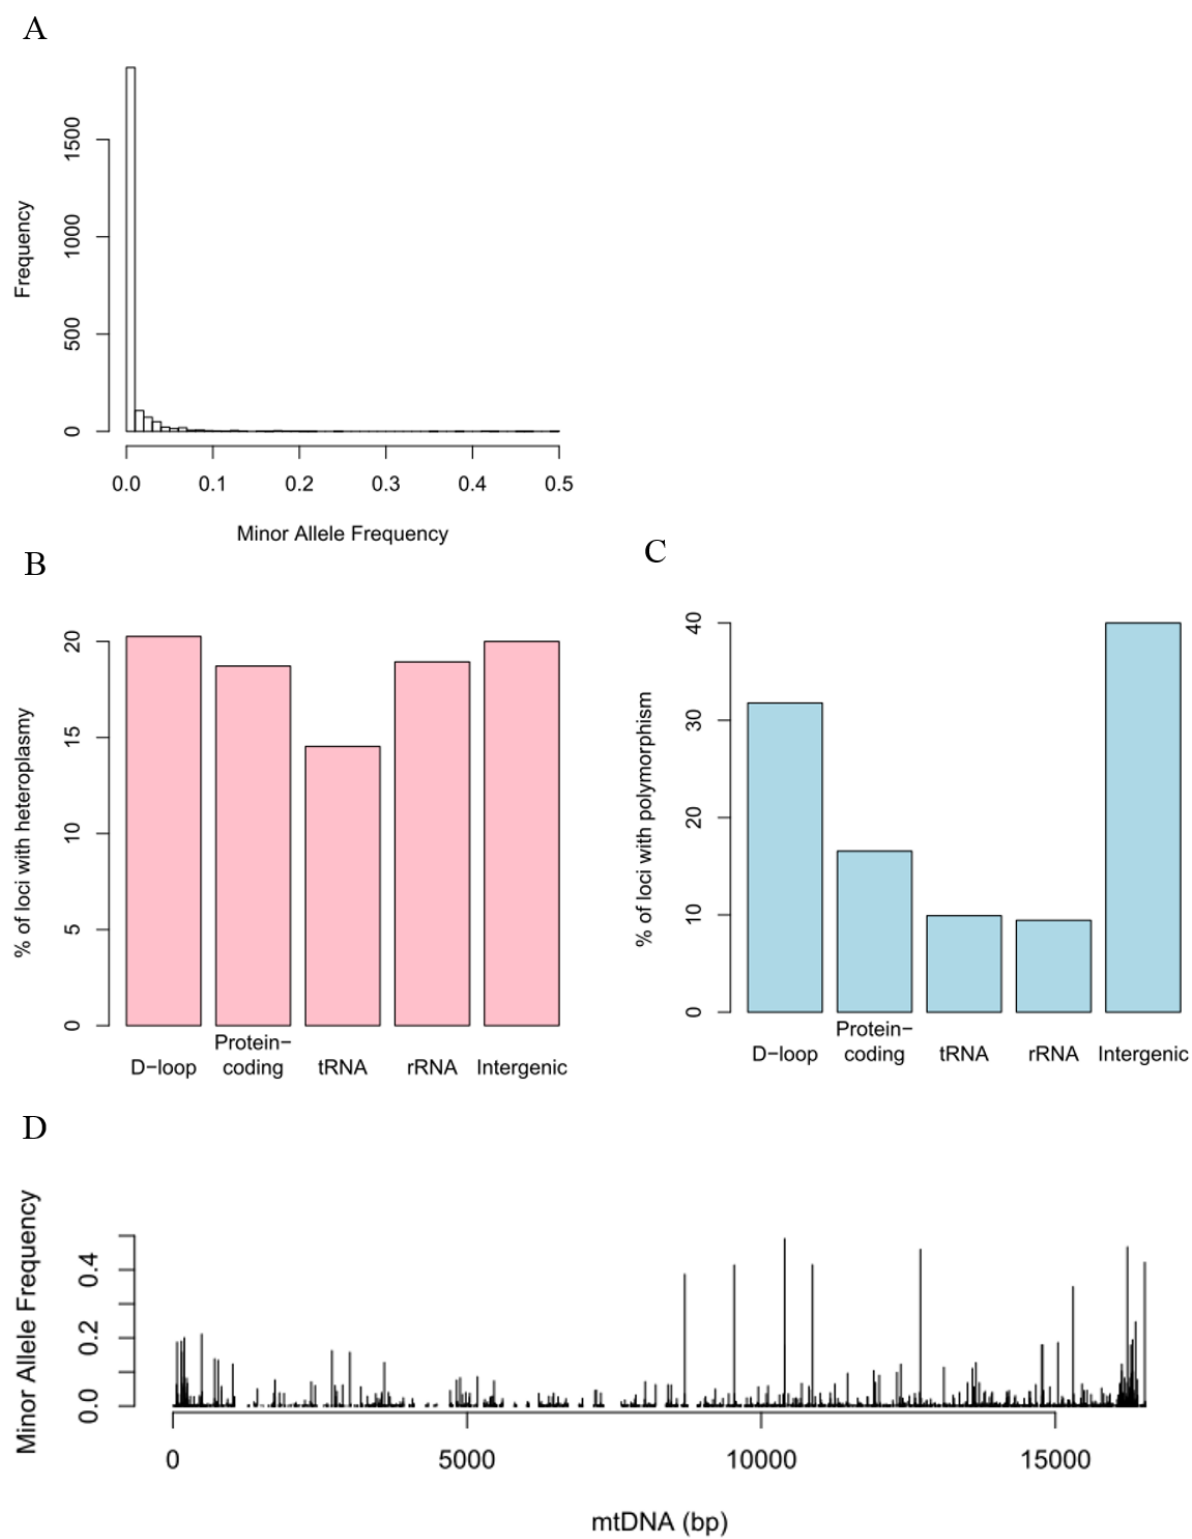 A
Frequency
1500
1000
500
0
0.0 0.1 0.2 0.3 0.4 0.5
Minor Allele Frequency
B
% of loci with heteroplasmy
20
15
10
5
0
D−loop Protein− coding tRNA rRNA Intergenic
C
% of loci with polymorphism
40
30
20
10
0
D−loop Protein− coding tRNA rRNA Intergenic
D
Minor Allele Frequency
0.4
0.2
0.0
0 5000 10000 15000
mtDNA (bp)